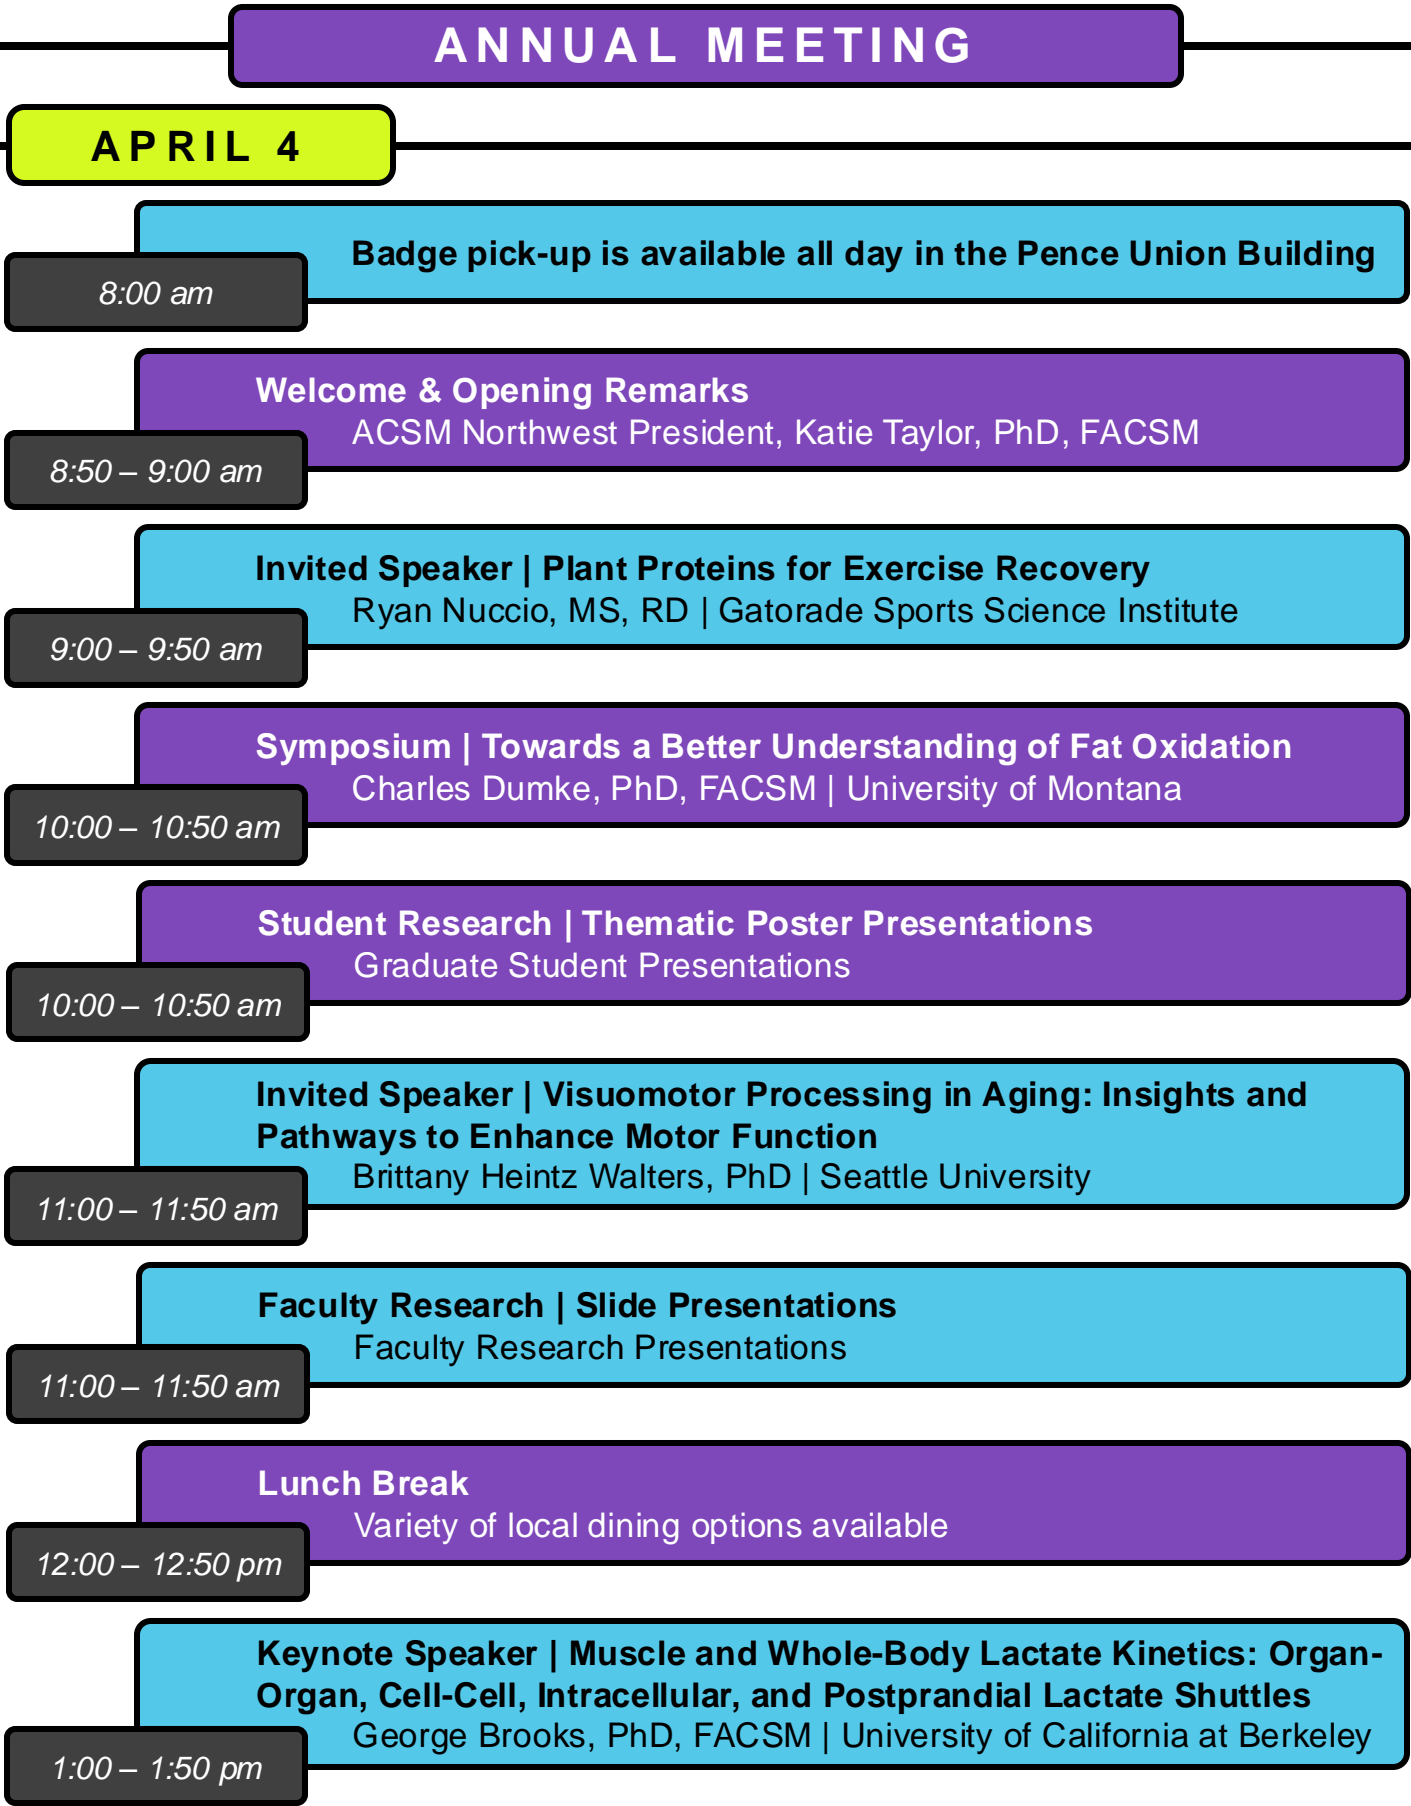 ANNUAL MEETING
APRIL 4
Badge pick-up is available all day in the Pence Union Building
8:00 am
Welcome & Opening Remarks
ACSM Northwest President, Katie Taylor, PhD, FACSM
8:50 – 9:00 am
Invited Speaker | Plant Proteins for Exercise Recovery
Ryan Nuccio, MS, RD | Gatorade Sports Science Institute
9:00 – 9:50 am
Symposium | Towards a Better Understanding of Fat Oxidation
Charles Dumke, PhD, FACSM | University of Montana
10:00 – 10:50 am
Student Research | Thematic Poster Presentations
Graduate Student Presentations
10:00 – 10:50 am
Invited Speaker | Visuomotor Processing in Aging: Insights and
Pathways to Enhance Motor Function
Brittany Heintz Walters, PhD | Seattle University
11:00 – 11:50 am
Faculty Research | Slide Presentations
Faculty Research Presentations
11:00 – 11:50 am
Lunch Break
Variety of local dining options available
12:00 – 12:50 pm
Keynote Speaker | Muscle and Whole-Body Lactate Kinetics: Organ-
Organ, Cell-Cell, Intracellular, and Postprandial Lactate Shuttles
George Brooks, PhD, FACSM | University of California at Berkeley
1:00 – 1:50 pm